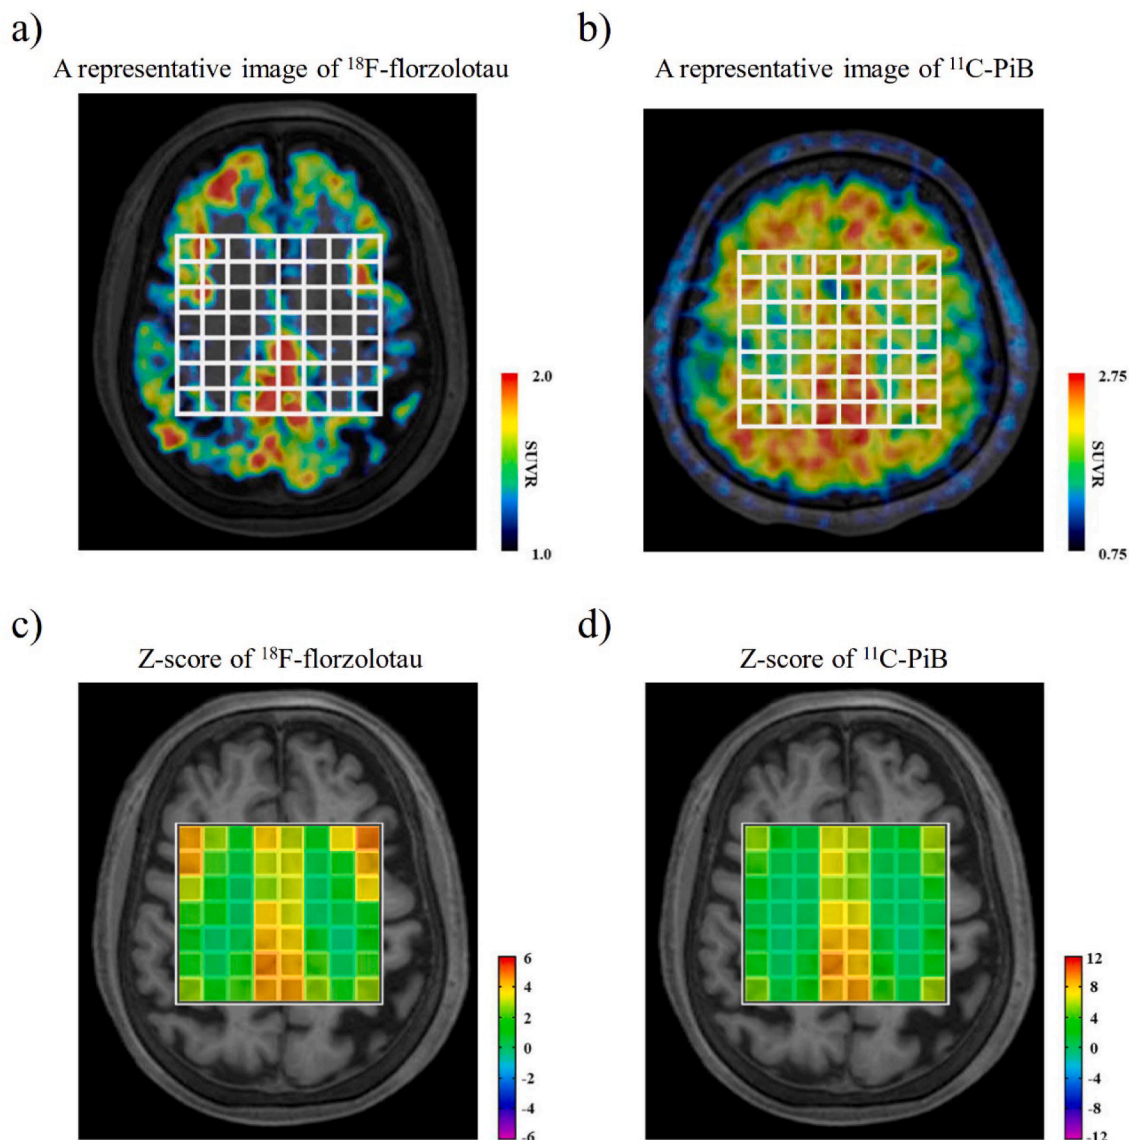 a)
A representative image of ¹⁸F-florzolotau
2.0
SUVR
1.0
b)
A representative image of ¹¹C-PiB
2.75
SUVR
0.75
c)
Z-score of ¹⁸F-florzolotau
6
4
2
0
-2
-4
-6
d)
Z-score of ¹¹C-PiB
12
8
4
0
-4
-8
-12